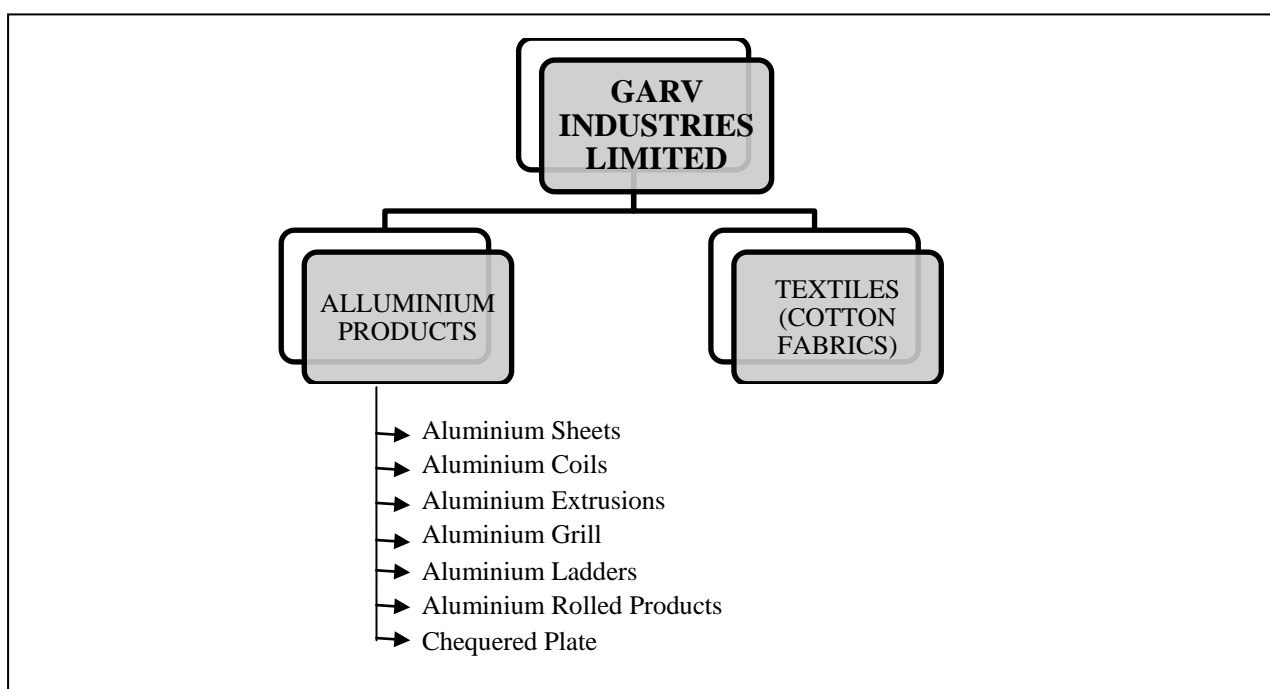 GARV
INDUSTRIES
LIMITED
ALLUMINIUM
PRODUCTS
TEXTILES
(COTTON
FABRICS)
Aluminium Sheets
Aluminium Coils
Aluminium Extrusions
Aluminium Grill
Aluminium Ladders
Aluminium Rolled Products
Chequered Plate